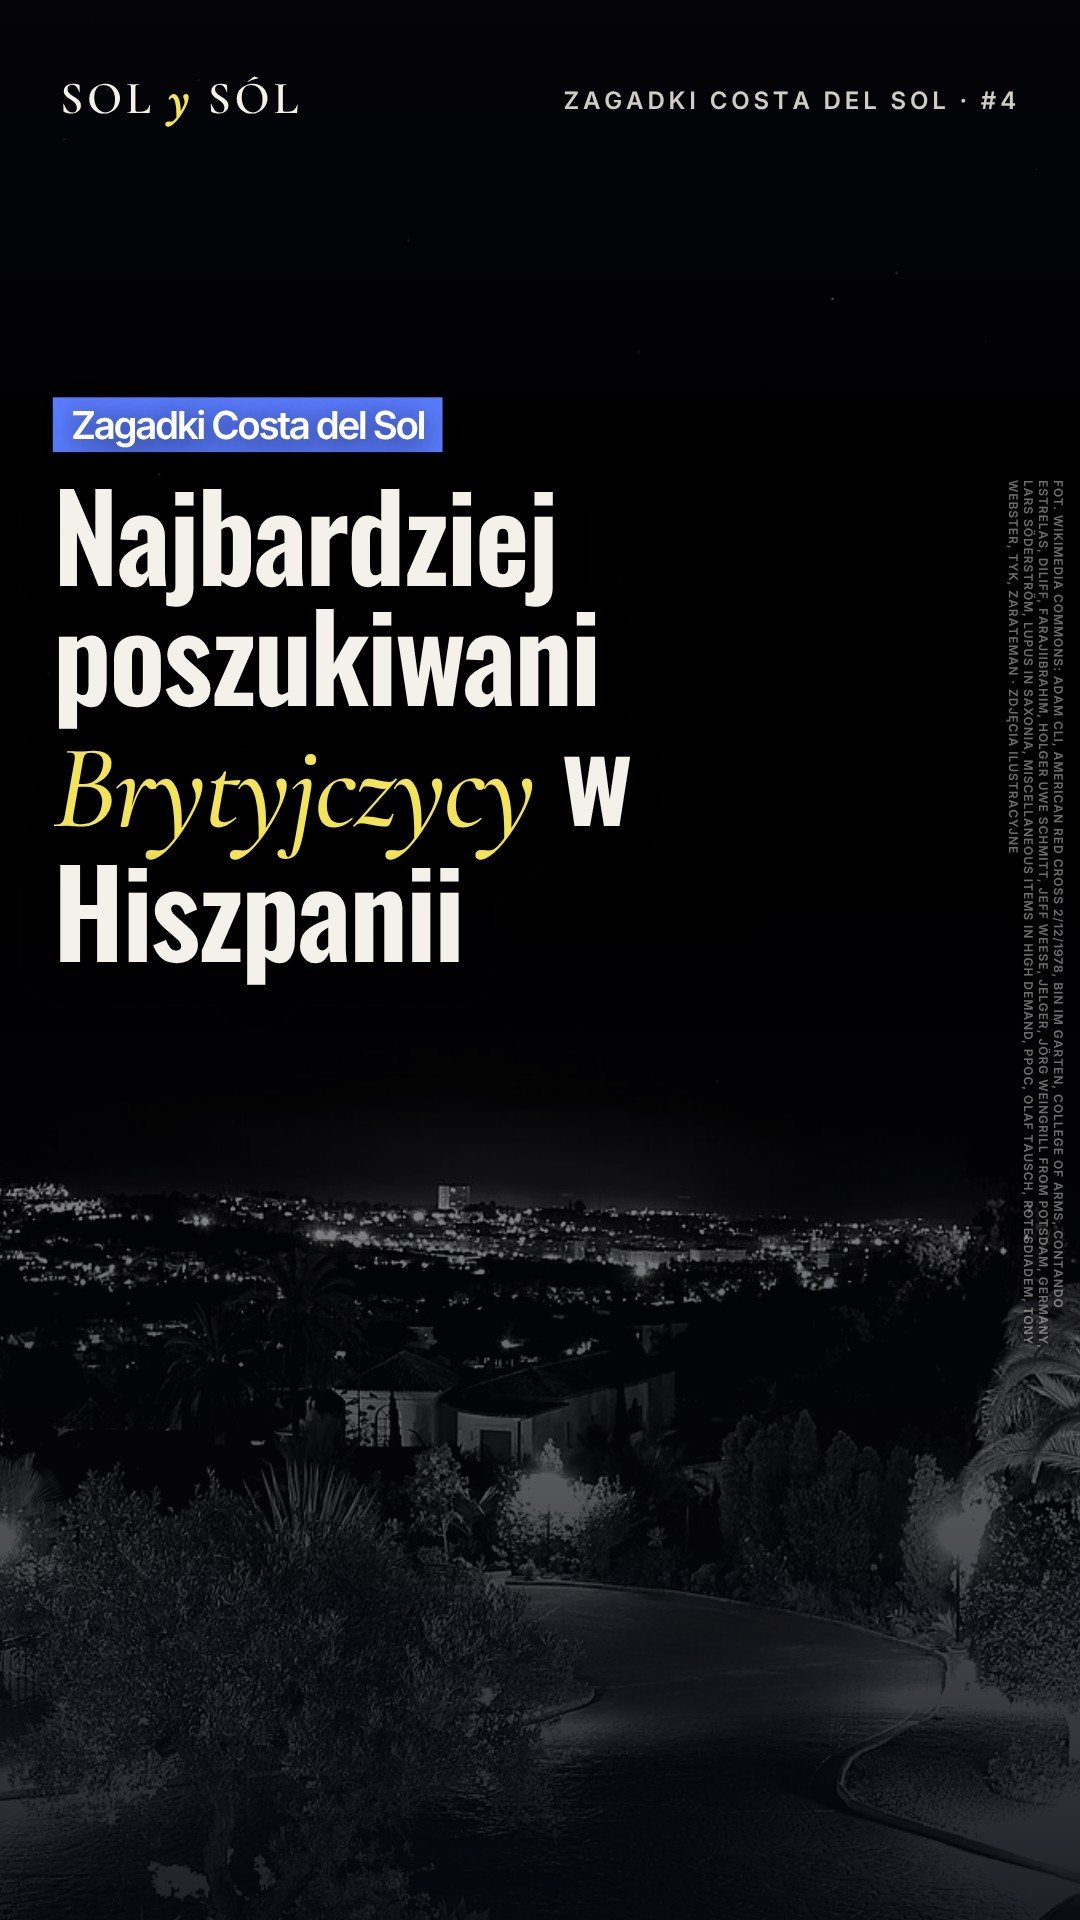 SOL y SÓL
ZAGADKI COSTA DEL SOL · #4
Zagadki Costa del Sol
Najbardziej
poszukiwani
Brytyjczycy w
Hiszpanii
FOT. WIKIMEDIA COMMONS: ADAM CLI, AMERICAN RED CROSS 2/12/1978, BIN IM GARTEN, COLLEGE OF ARMS, CONTANDO
ESTRELAS, DILIFF, FARAJIIBRAHIM, HOLGER UWE SCHMITT, JEFF WEESE, JELGER, JÖRG WEINGRILL FROM POTSDAM, GERMANY,
LARS SÖDERSTRÖM, LUPUS IN SAXONIA, MISCELLANEOUS ITEMS IN HIGH DEMAND, PPOC, OLAF TAUSCH, ROTESDIADEM, TONY
WEBSTER, TYK, ZARATEMAN · ZDJĘCIA ILUSTRACYJNE